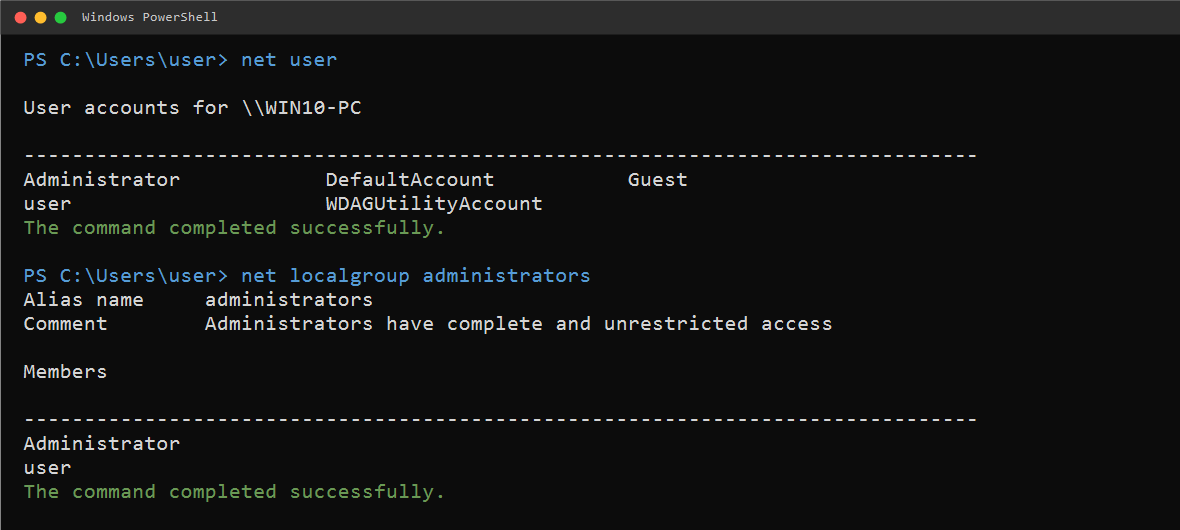 Windows PowerShell
PS C:\Users\user> net user
User accounts for \\WIN10-PC
-------------------------------------------------------------------------------
Administrator            DefaultAccount           Guest
user                     WDAGUtilityAccount
The command completed successfully.
PS C:\Users\user> net localgroup administrators
Alias name     administrators
Comment        Administrators have complete and unrestricted access
Members
-------------------------------------------------------------------------------
Administrator
user
The command completed successfully.